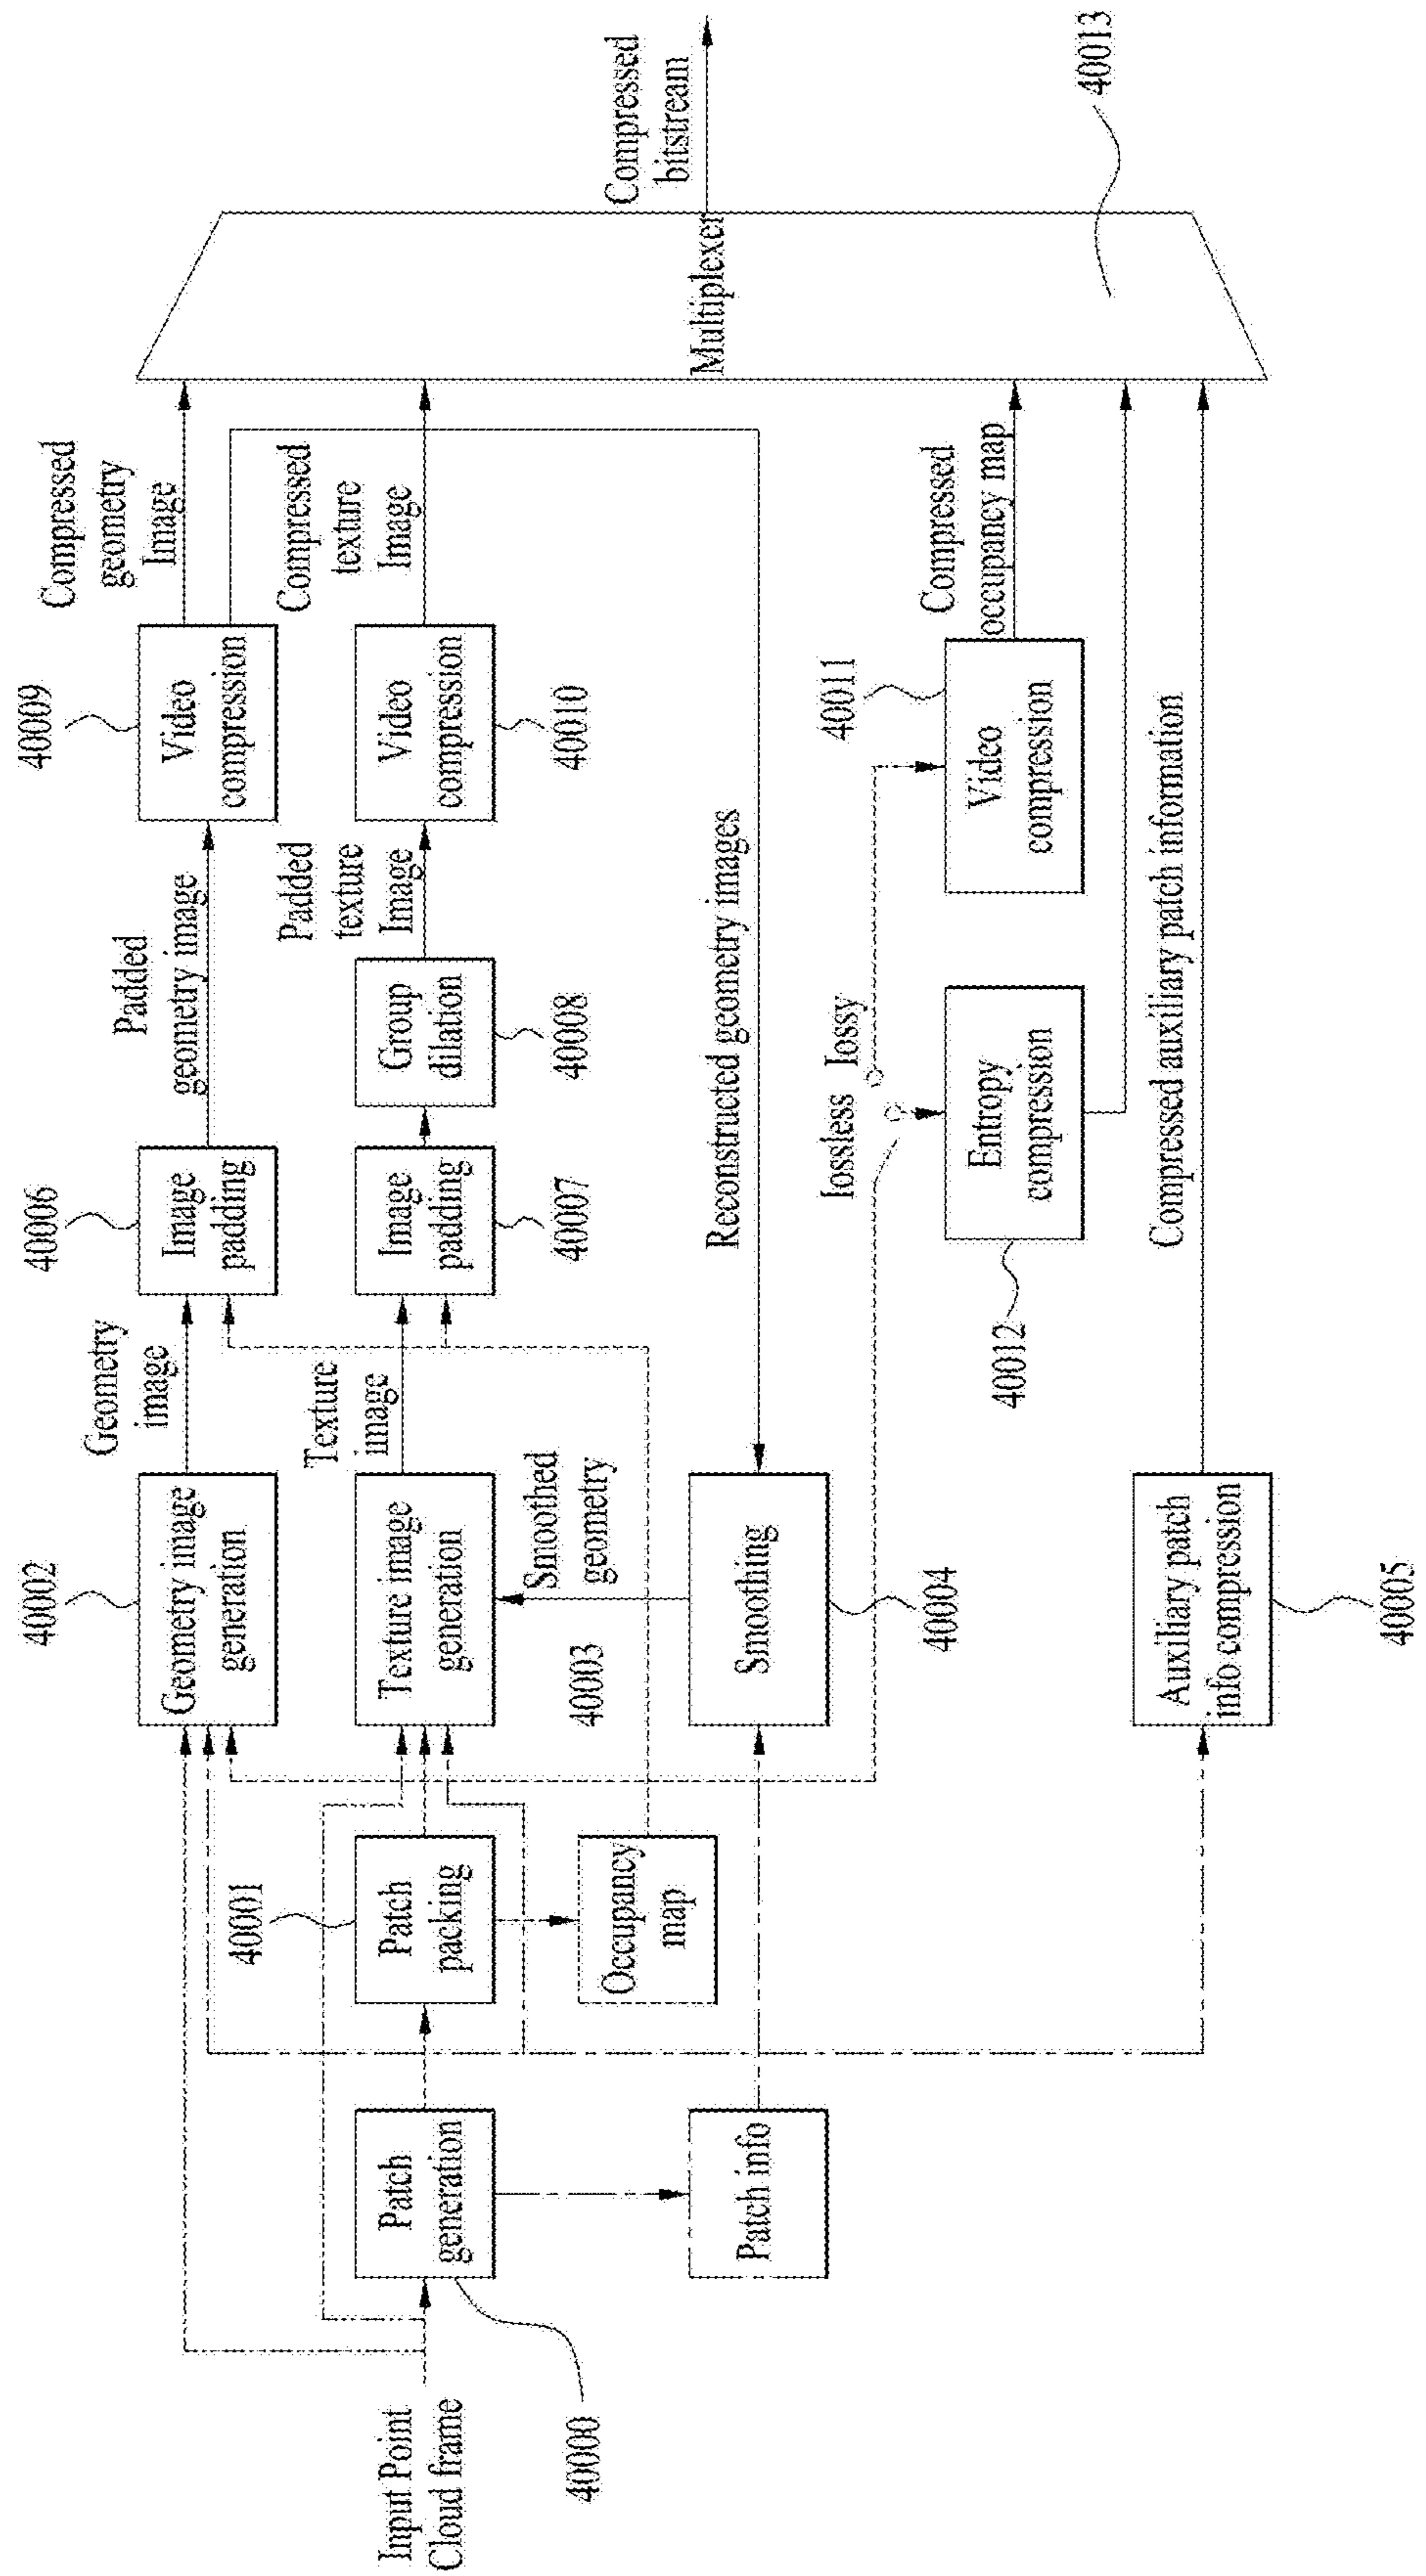 Input Point
Cloud frame
40000
Patch
generation
Patch info
40001
Patch
packing
Occupancy
map
40002
Geometry image
generation
Texture image
generation
40003
Smoothed
geometry
Smoothing
40004
Auxiliary patch
info compression
40005
Geometry
image
Texture
image
40006
Image
padding
Image
padding
40007
Group
dilation
40008
Padded
geometry image
Padded
texture
Image
40009
Video
compression
Video
compression
40010
Reconstructed geometry images
lossless
lossy
40012
Entropy
compression
40011
Video
compression
Compressed auxiliary patch information
Compressed
geometry
Image
Compressed
texture
Image
Compressed
occupancy map
Multiplexer
Compressed
bitstream
40013